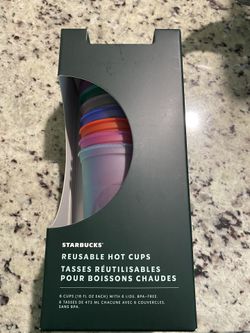 STARBUCKS
REUSABLE HOT CUPS
TASSES RÉUTILISABLES
POUR BOISSONS CHAUDES
6 CUPS (16 FL OZ EACH) WITH 6 LIDS. BPA-FREE.
6 TASSES DE 473 ML CHACUNE AVEC 6 COUVERCLES
SANS BPA.